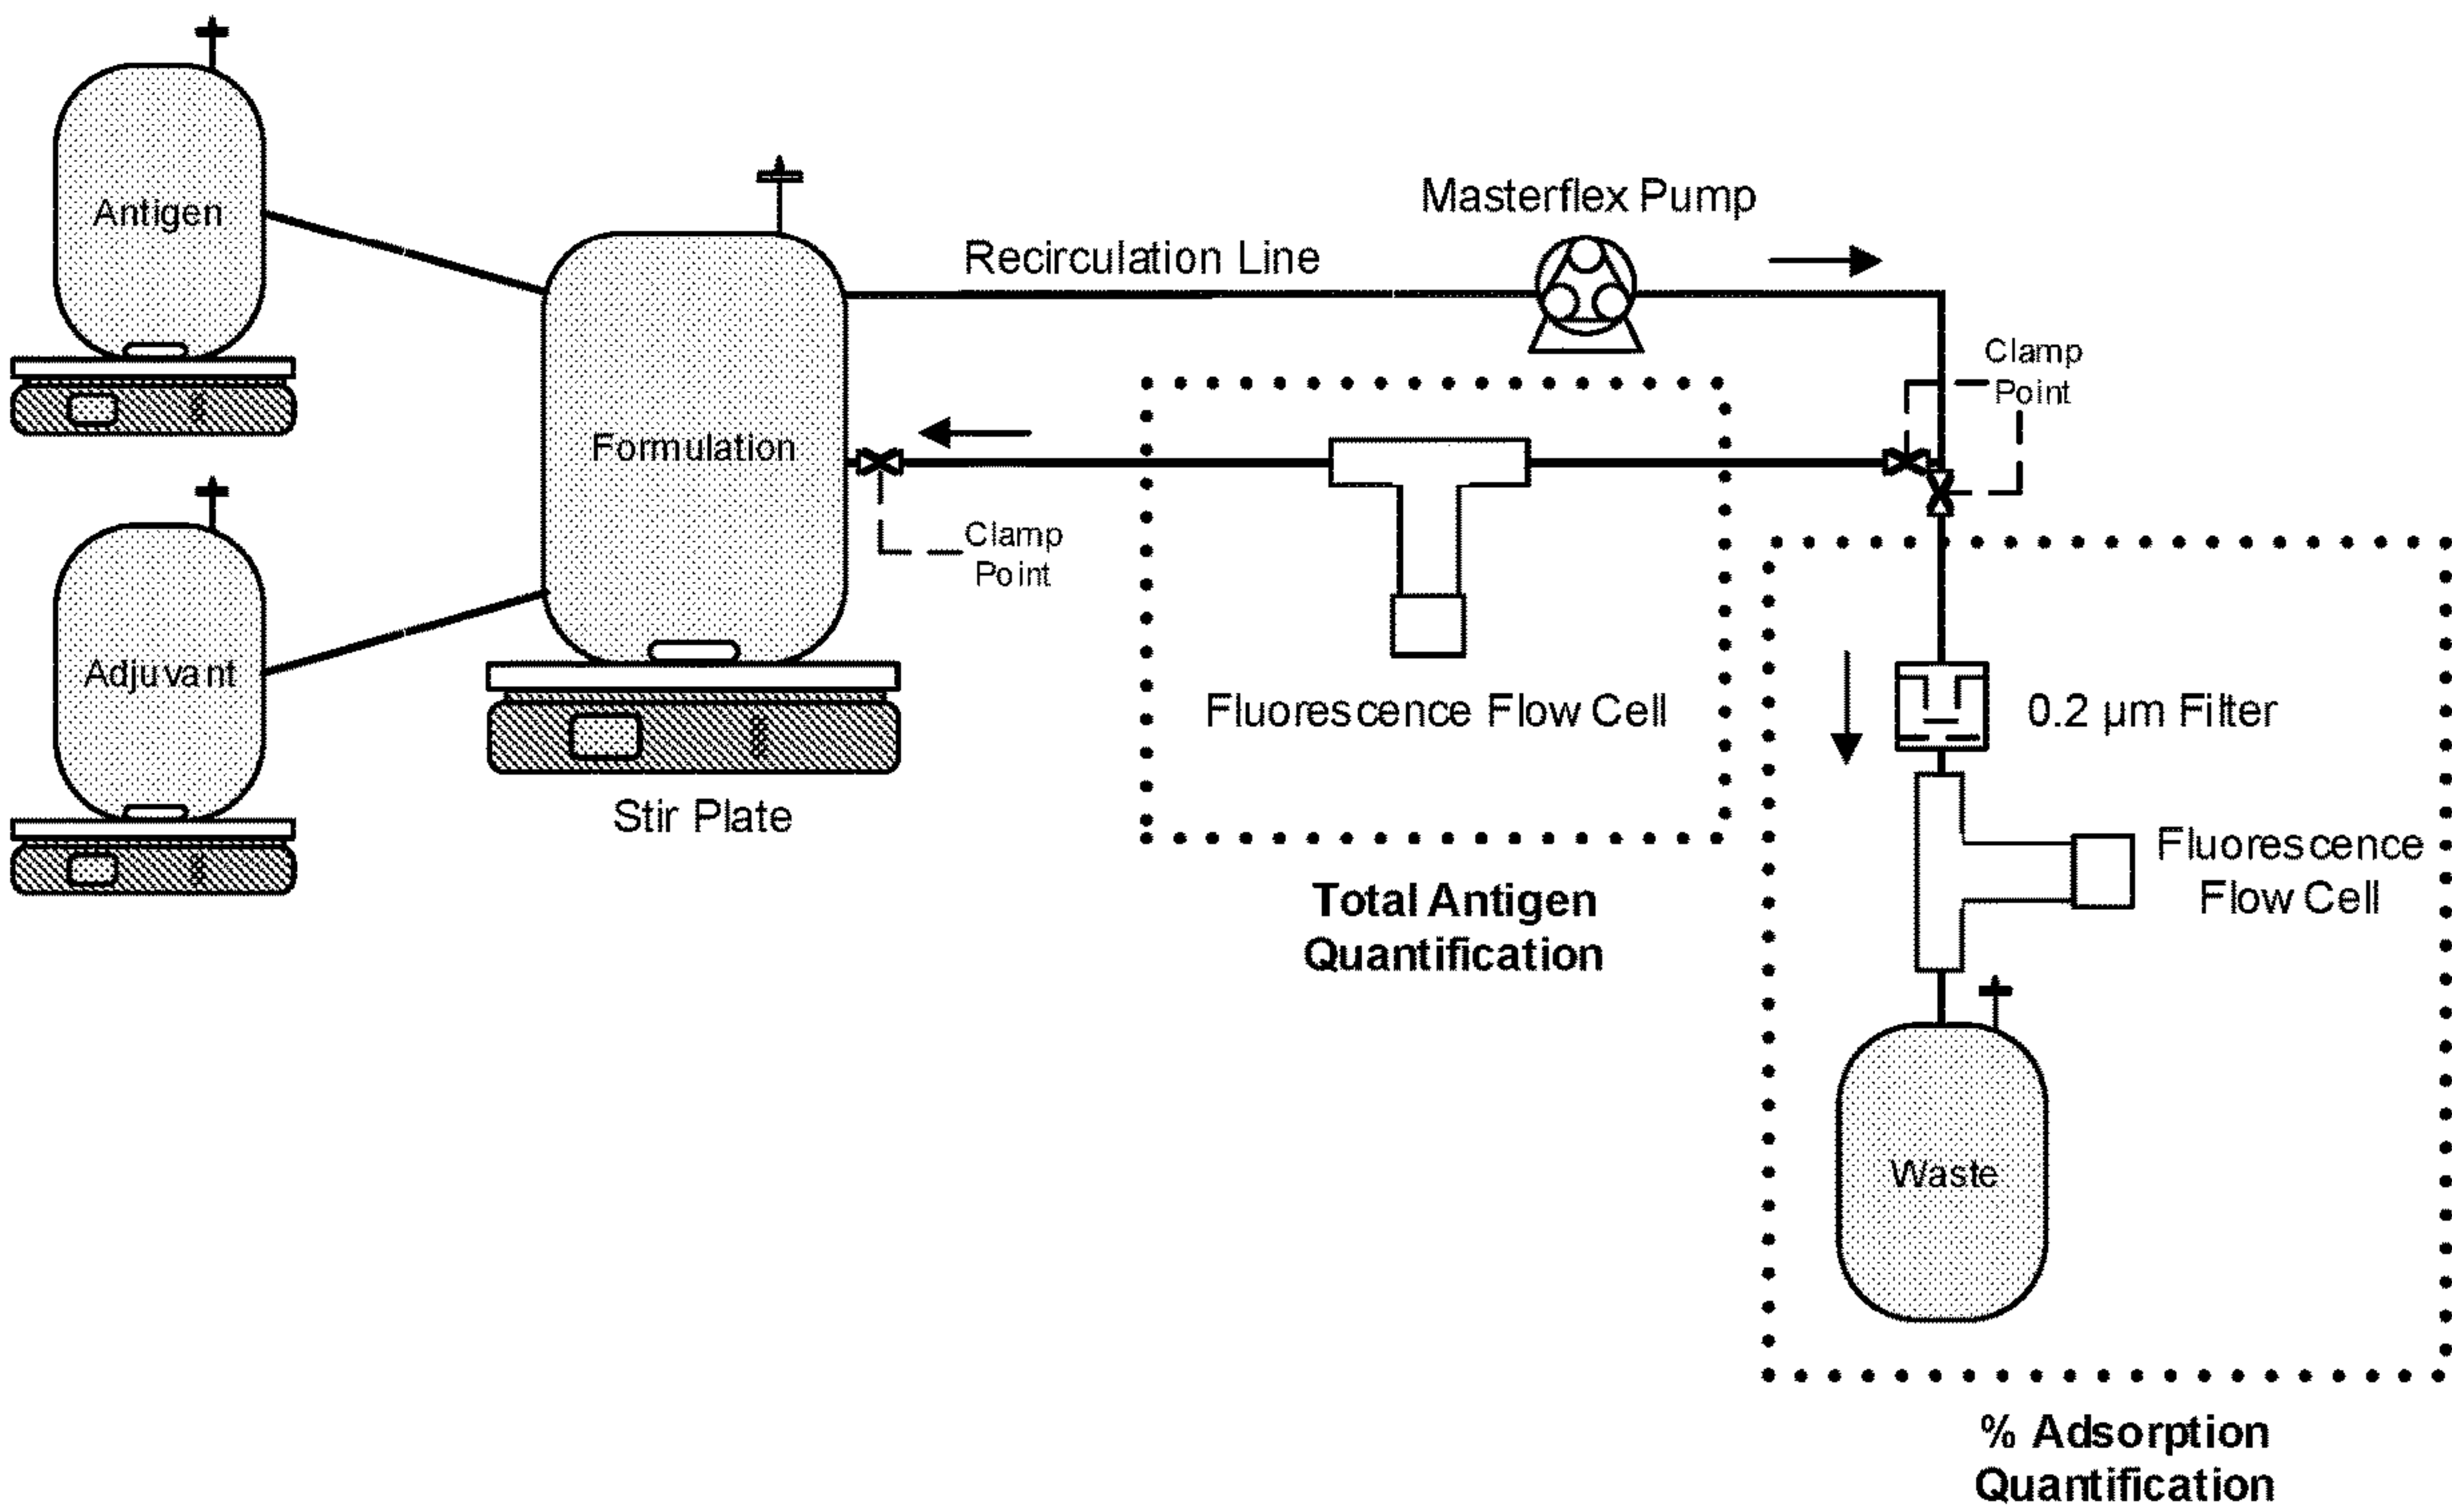 Antigen
Masterflex Pump
Recirculation Line
Clamp
Point
Formulation
Clamp
Point
Adjuvant
Fluorescence Flow Cell
0.2 µm Filter
Stir Plate
Fluorescence
Flow Cell
Total Antigen
Quantification
Waste
% Adsorption
Quantification